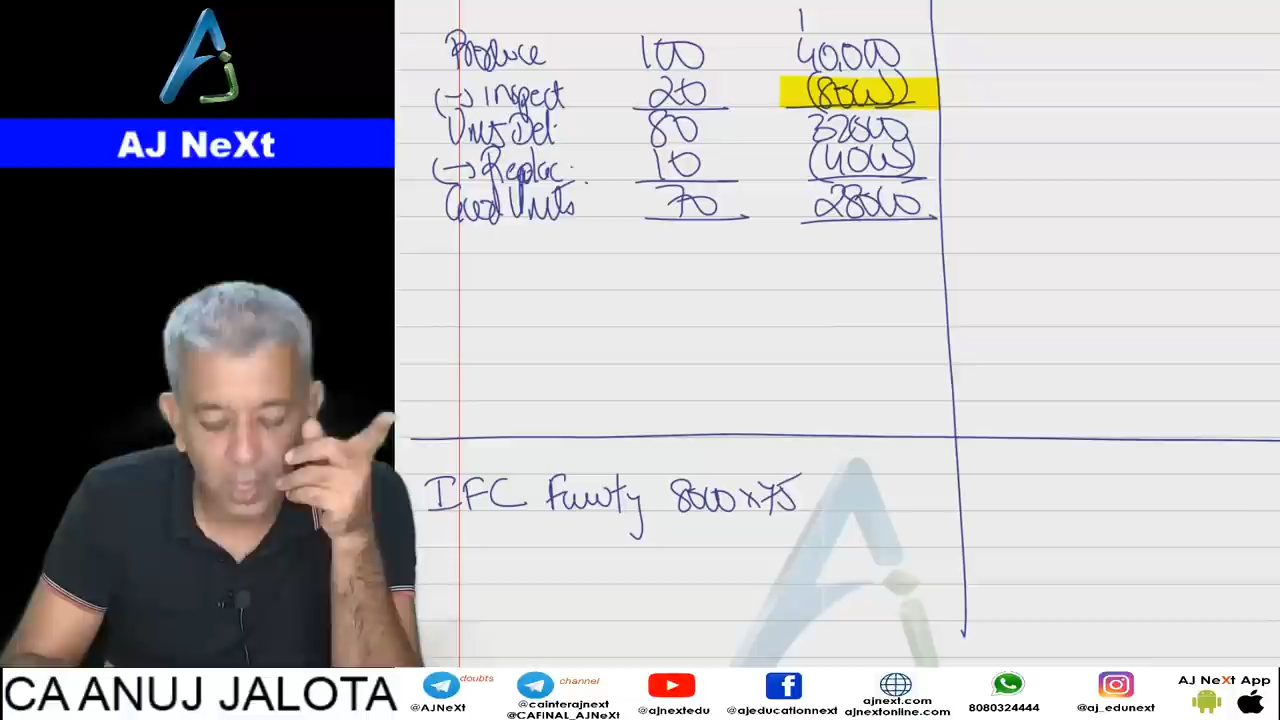 AJ NeXt
Produce 100 40,000
(-) Inspect 20 (8000)
Units Del. 80 32000
(-) Replac. 10 (4000)
Good Units 70 28000
IFC Faulty 8000x75
CA ANUJ JALOTA
doubts
@AJNeXt
channel
@cainterajnext
@CAFINAL_AJNeXt
@ajnextedu
@ajeducationnext
ajnext.com
ajnextonline.com
8080324444
@aj_edunext
AJ NeXt App